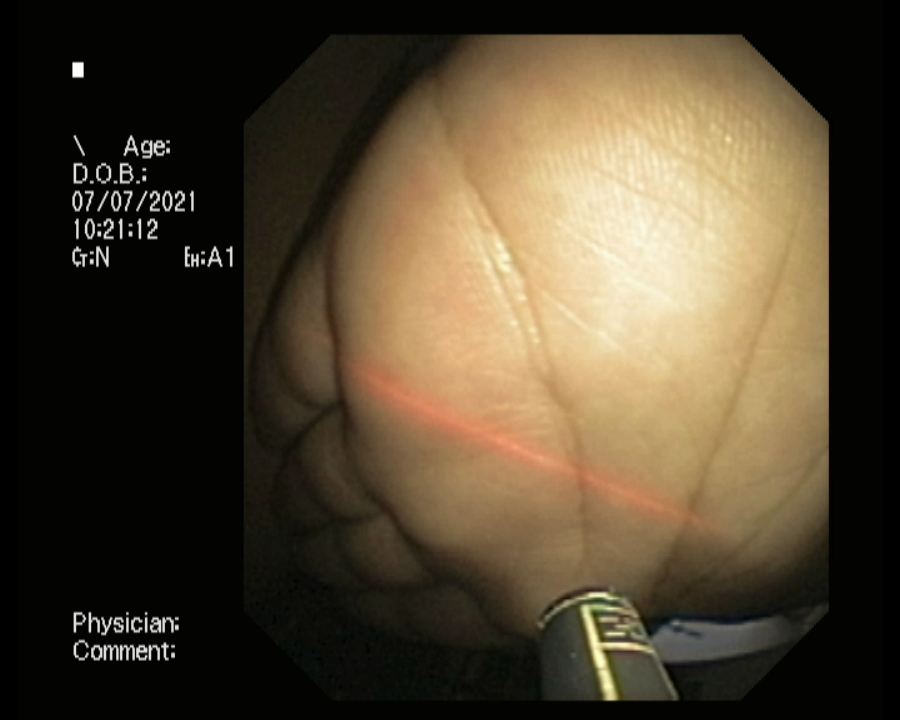 \ Age:
D.O.B.:
07/07/2021
10:21:12
Cr:N EH:A1
Physician:
Comment: